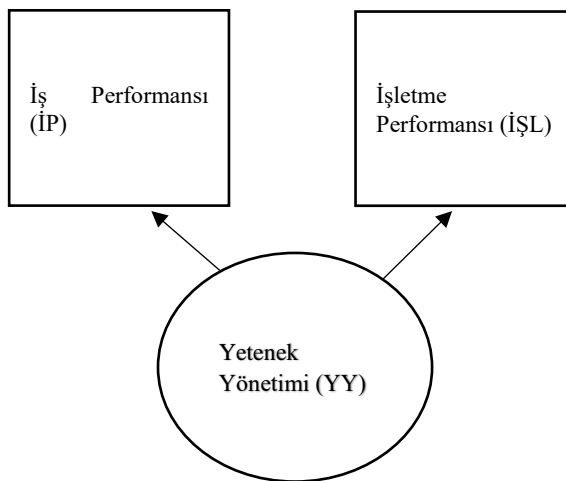 İş Performansı
(İP)
İşletme
Performansı (İŞL)
Yetenek
Yönetimi (YY)